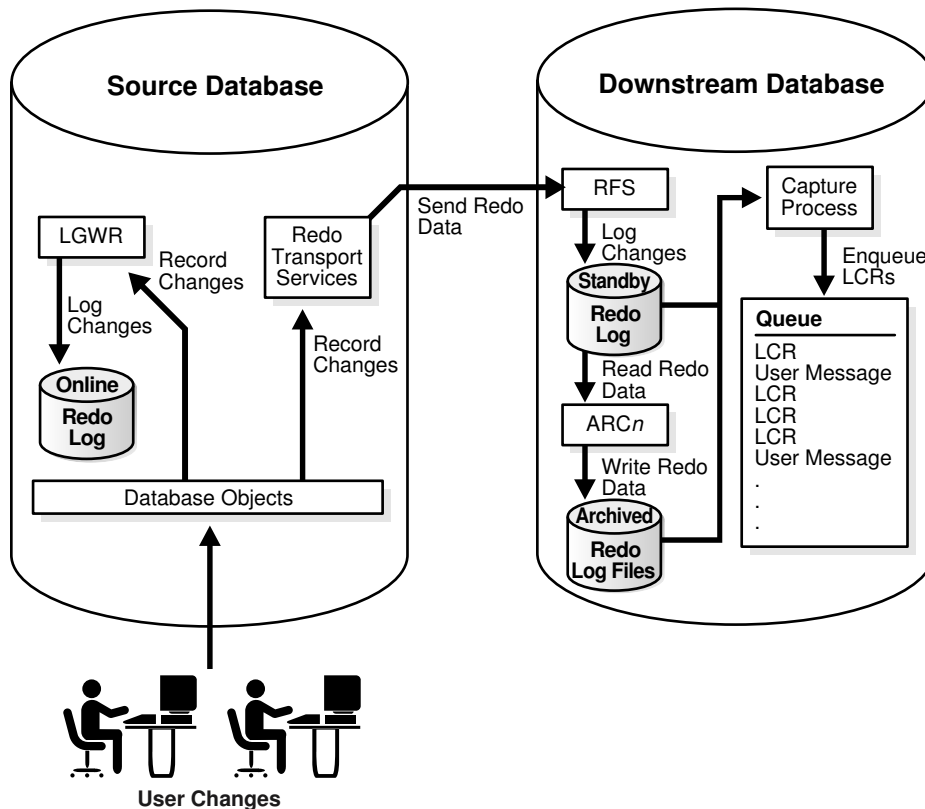 Source Database
Downstream Database
LGWR
Record
Changes
Log
Changes
Online
Redo
Log
Redo
Transport
Services
Record
Changes
Database Objects
User Changes
Send Redo
Data
RFS
Log
Changes
Standby
Redo
Log
Read Redo
Data
ARCn
Write Redo
Data
Archived
Redo
Log Files
Capture
Process
Enqueue
LCRs
Queue
LCR
User Message
LCR
LCR
LCR
User Message
.
.
.